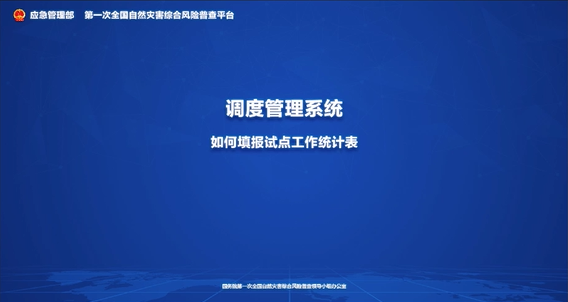 应急管理部 第一次全国自然灾害综合风险普查平台
调度管理系统
如何填报试点工作统计表
国务院第一次全国自然灾害综合风险普查领导小组办公室